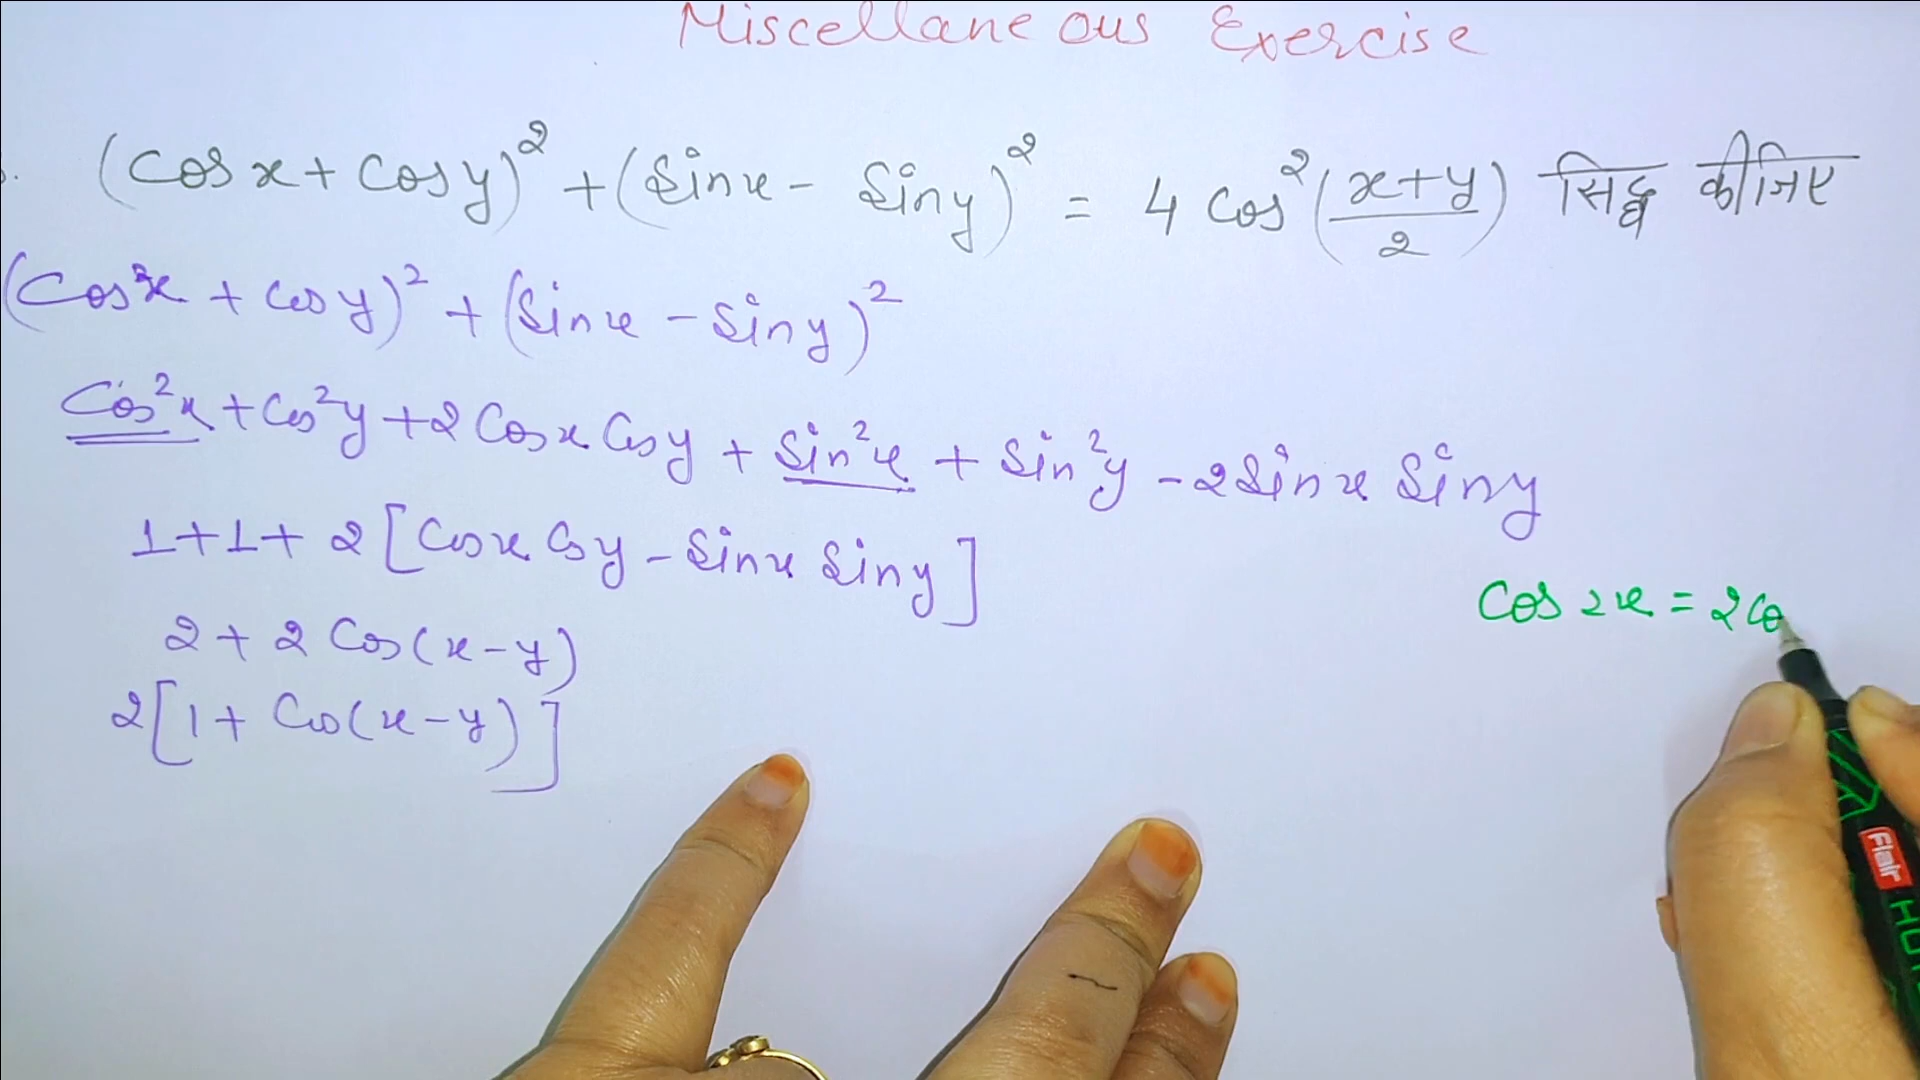 Miscellaneous Exercise
(Cos x + Cos y)² + (Sin x - Sin y)² = 4 Cos² (x+y/2) सिद्ध कीजिए
(Cos x + Cos y)² + (Sin x - Sin y)²
Cos²x + Cos²y + 2 Cos x Cos y + Sin²x + Sin²y - 2 Sin x Sin y
1+1+ 2 [Cos x Cos y - Sin x Sin y]
Cos 2x = 2 Co
2 + 2 Cos (x-y)
2[1+ Cos (x-y)]
Flair